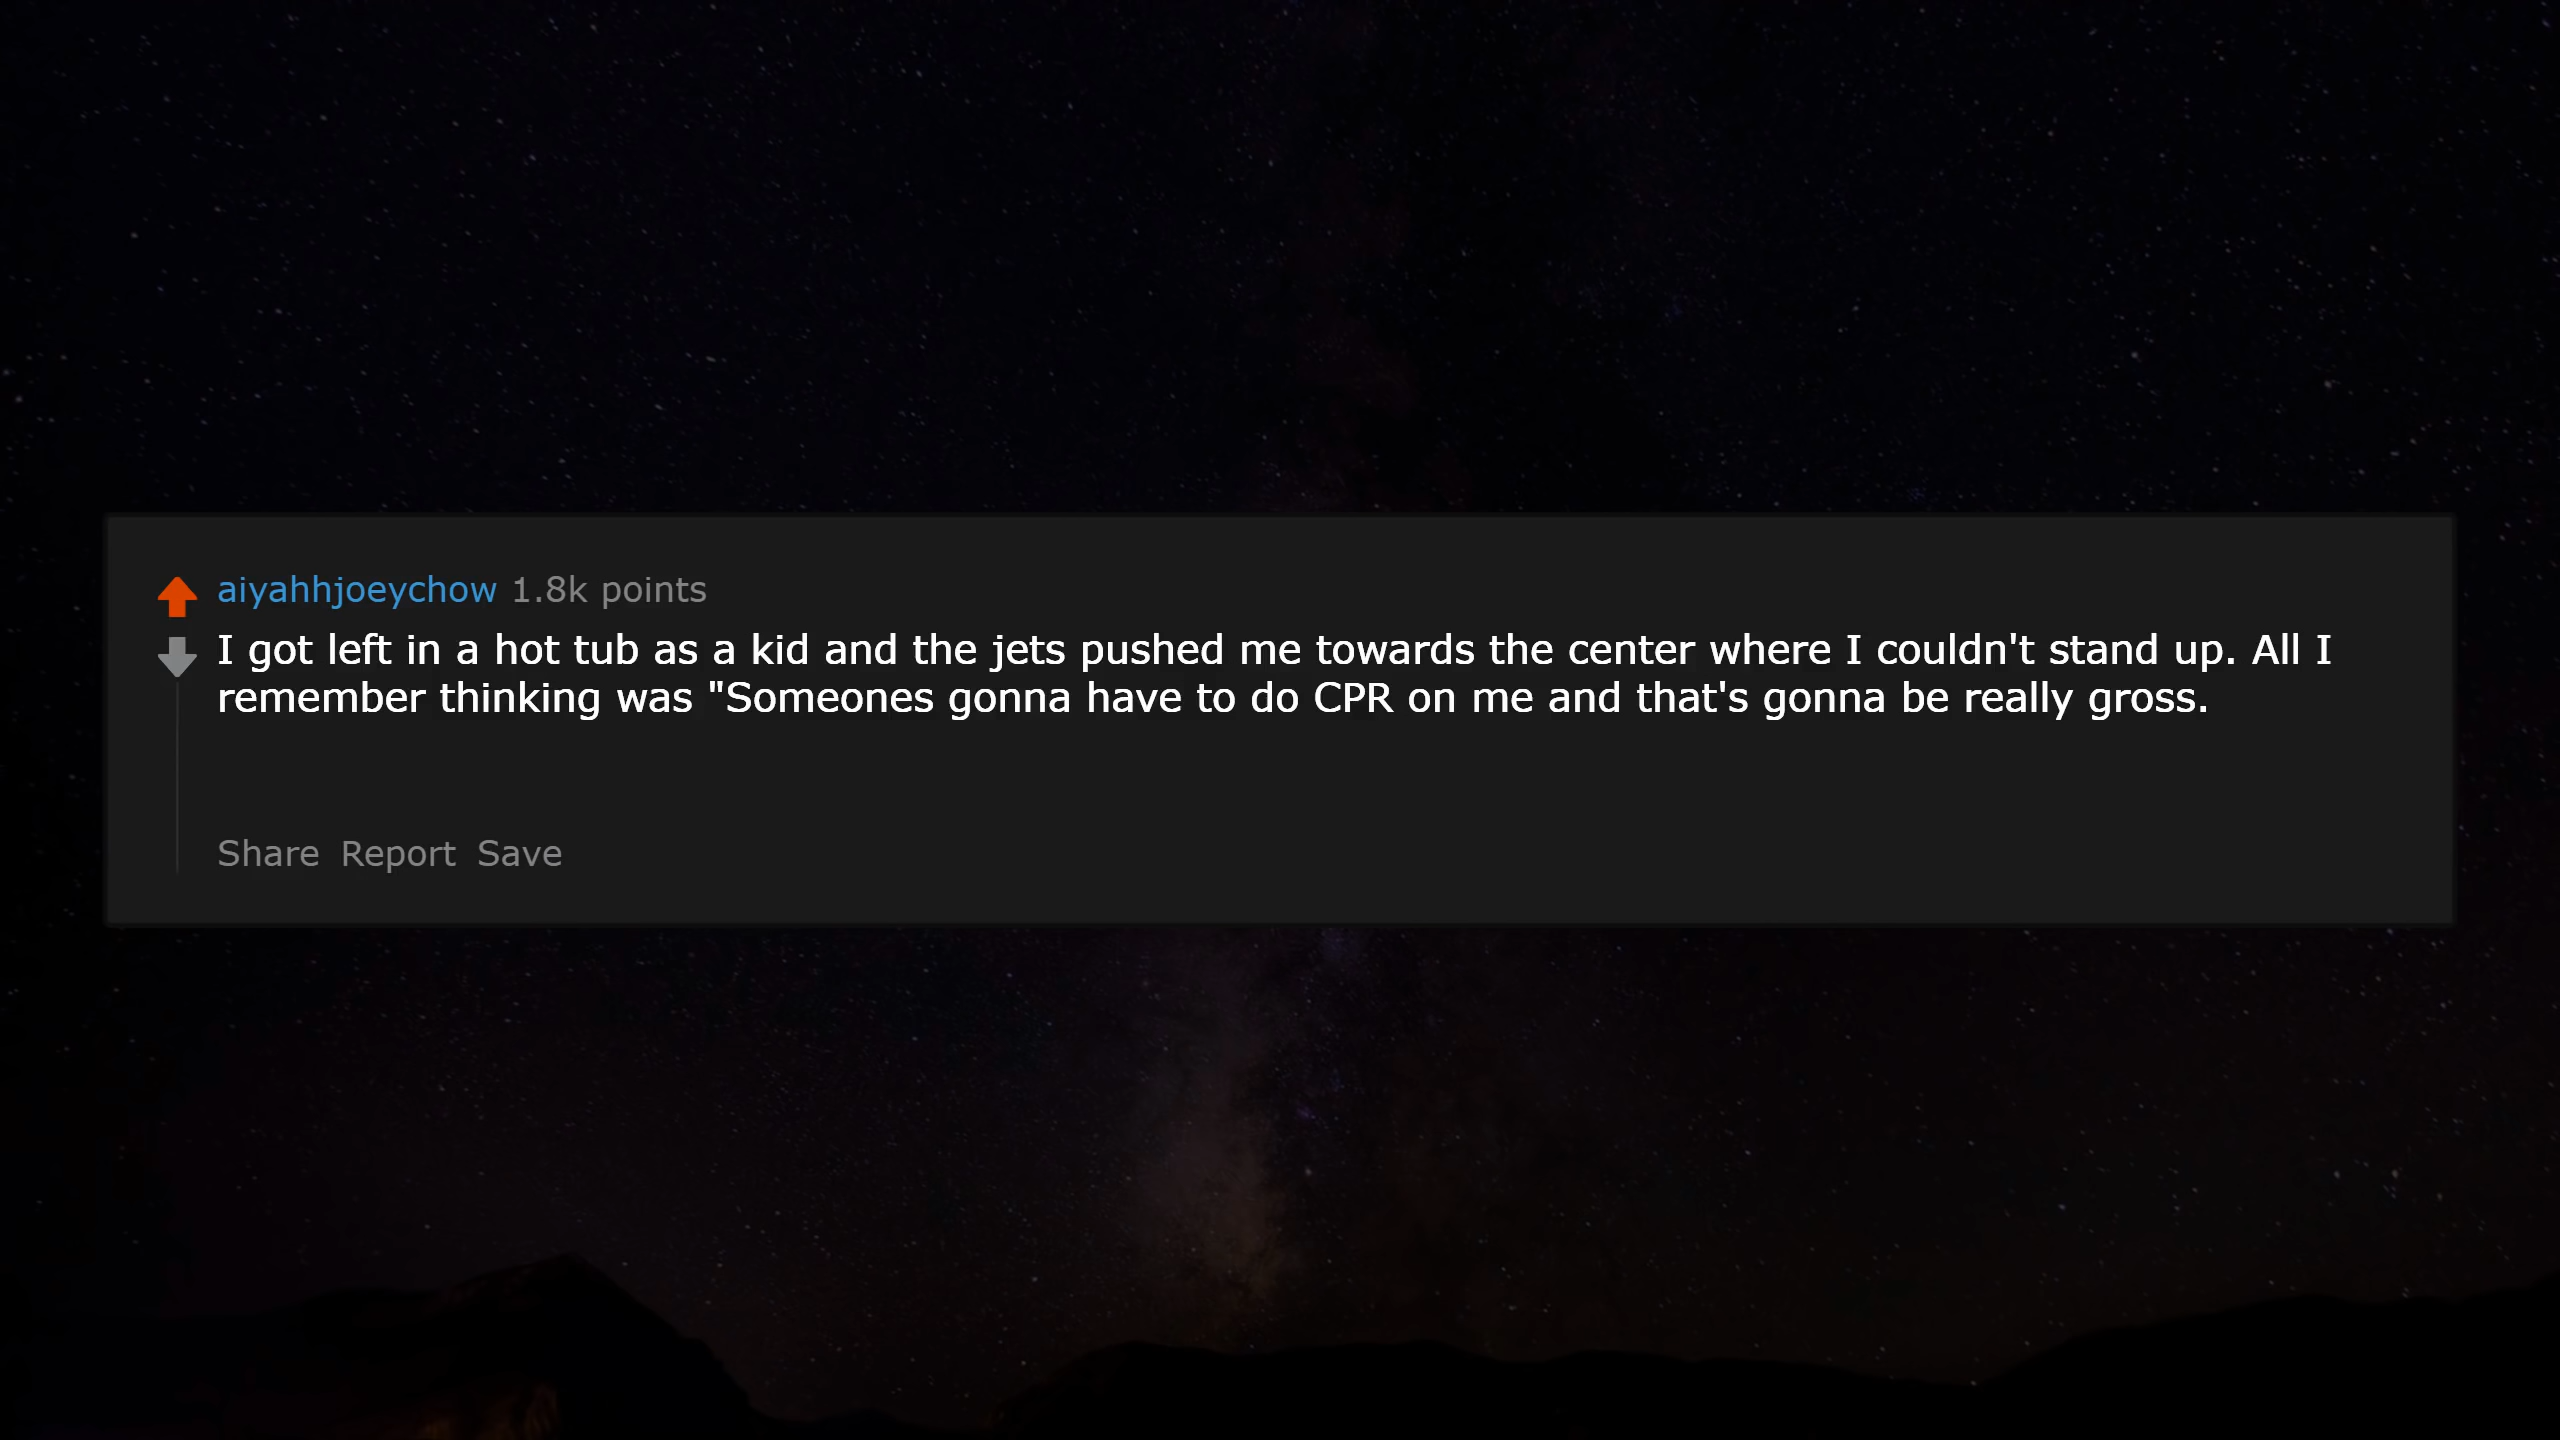 aiyahhjoeychow 1.8k points
I got left in a hot tub as a kid and the jets pushed me towards the center where I couldn't stand up. All I
remember thinking was "Someones gonna have to do CPR on me and that's gonna be really gross.
Share Report Save